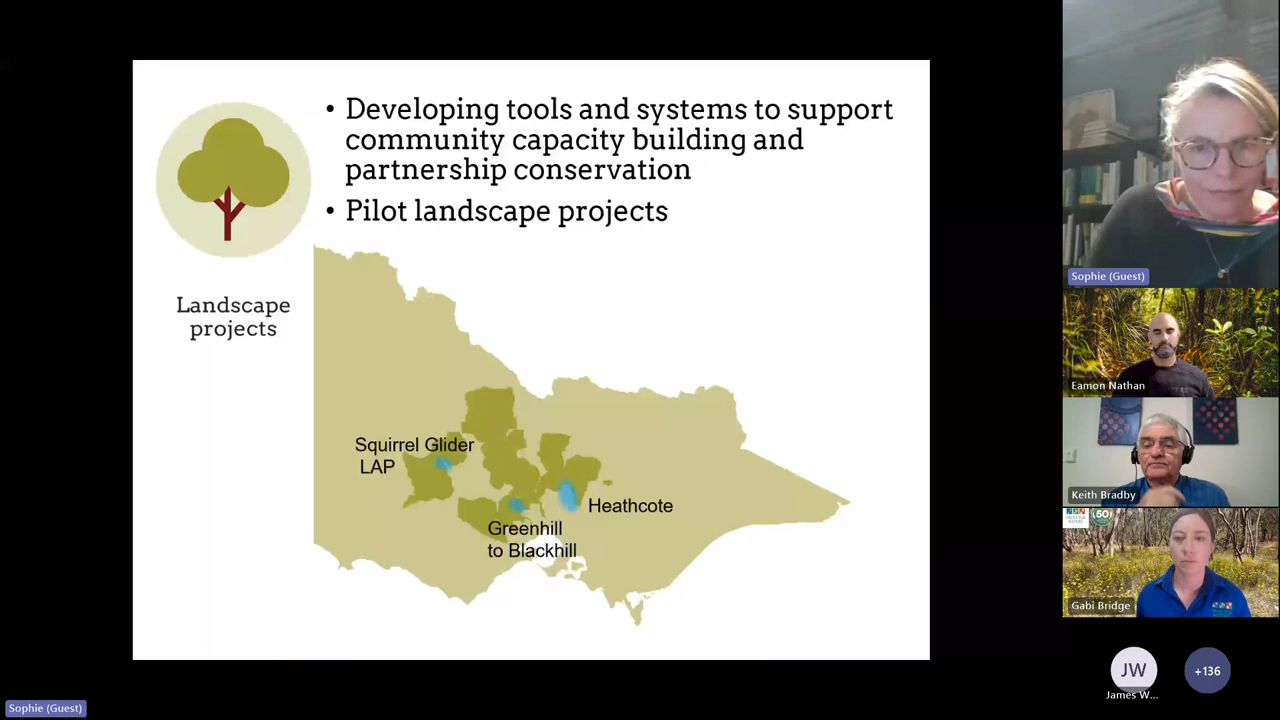 • Developing tools and systems to support
community capacity building and
partnership conservation
• Pilot landscape projects
Landscape
projects
Squirrel Glider
LAP
Heathcote
Greenhill
to Blackhill
Sophie (Guest)
Eamon Nathan
Keith Bradby
50
Gabi Bridge
JW
+136
James W...
Sophie (Guest)